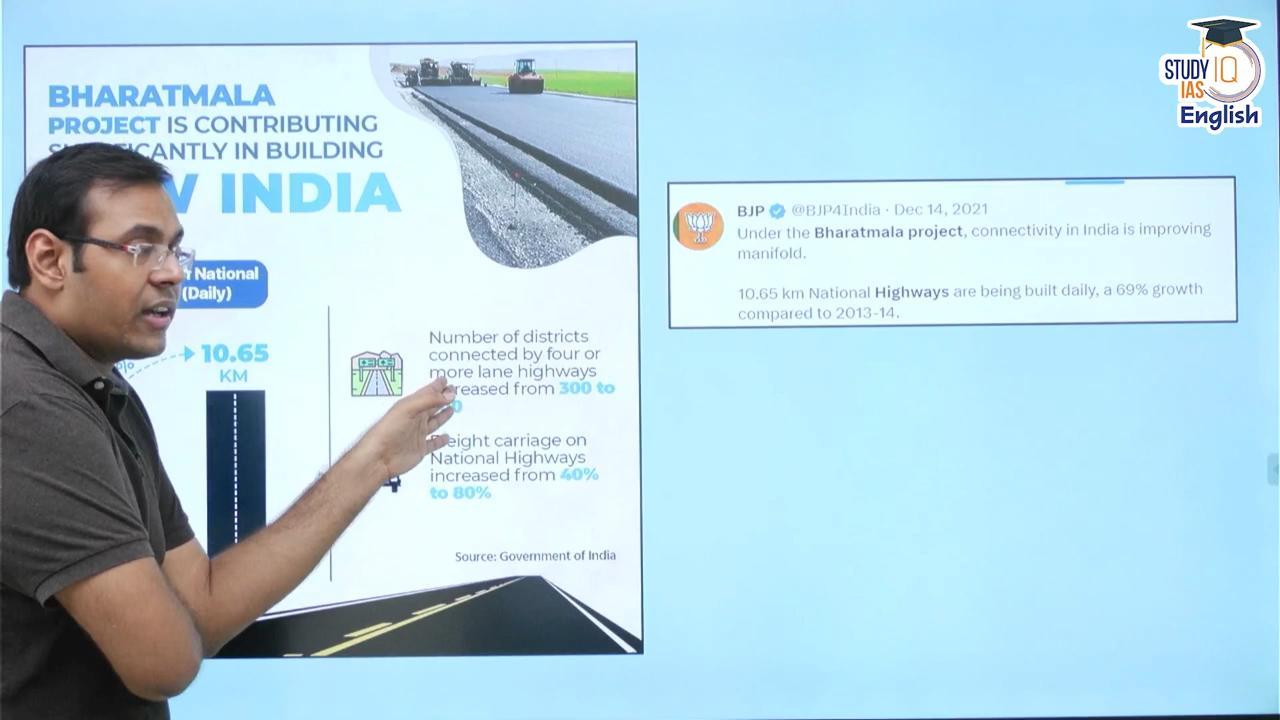 BHARATMALA
PROJECT IS CONTRIBUTING
IN BUILDING
INDIA
National
(Daily)
10.65
KM
Number of districts
connected by four or
more lane highways
from 300 to
carriage on
National Highways
increased from 40%
to 80%
Source: Government of India
BJP @BJP4India · Dec 14, 2021
Under the Bharatmala project, connectivity in India is improving
manifold.
10.65 km National Highways are being built daily, a 69% growth
compared to 2013-14.
STUDY IQ
IAS
English